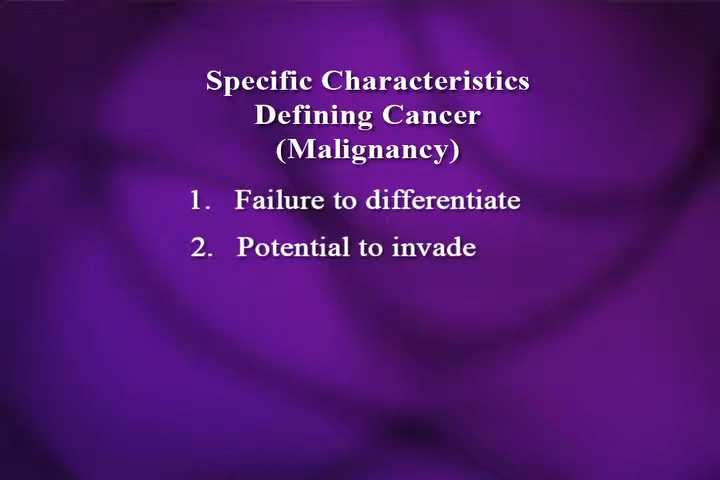 Specific Characteristics
Defining Cancer
(Malignancy)
1. Failure to differentiate
2. Potential to invade